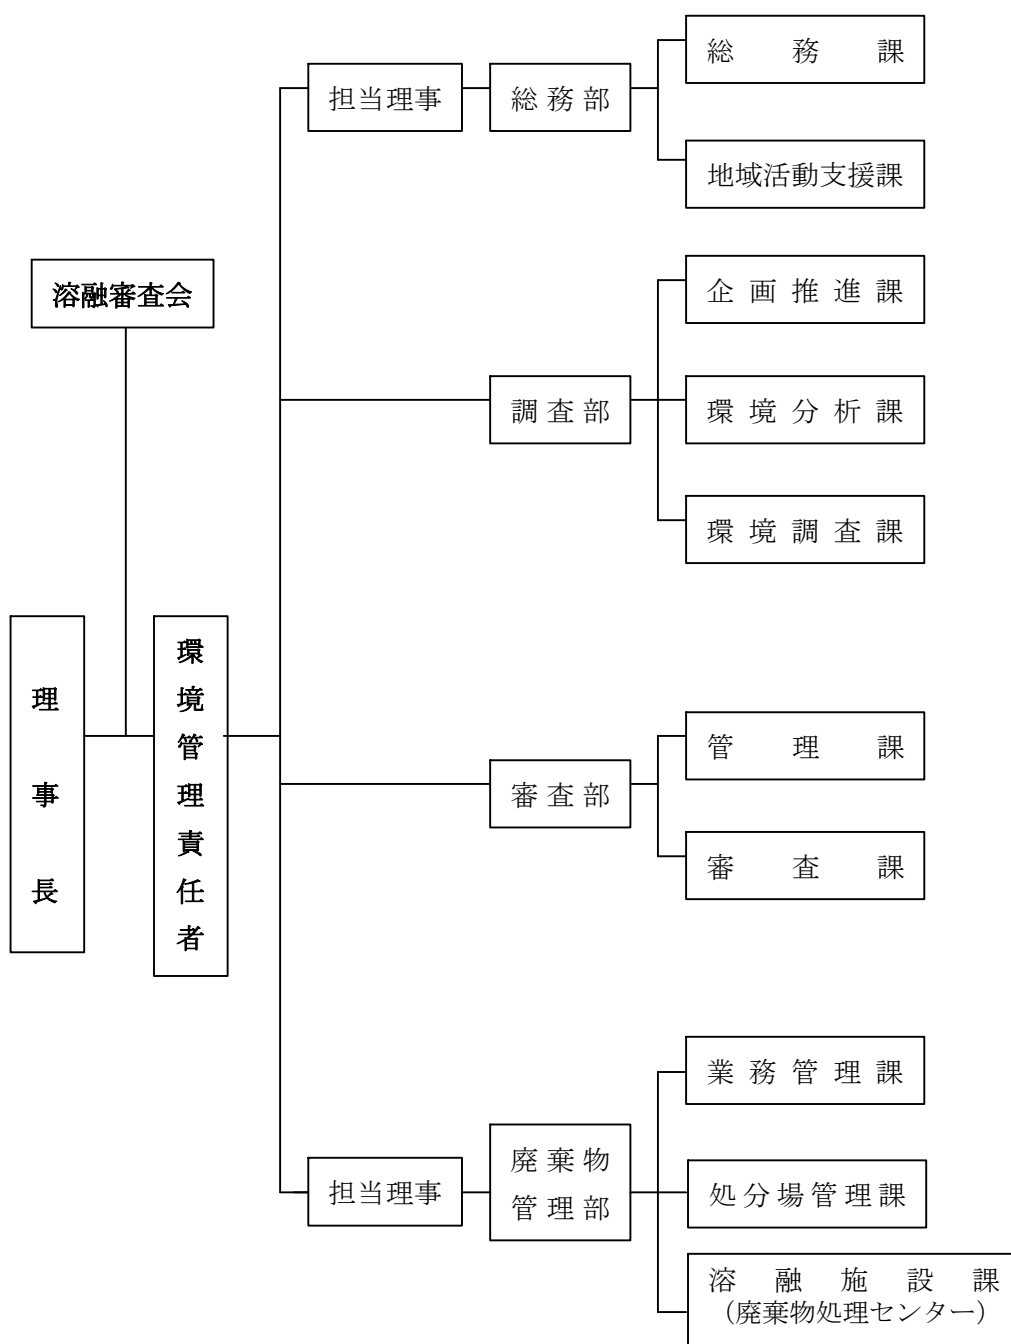 総務課
担当理事
総務部
地域活動支援課
溶融審査会
企画推進課
調査部
環境分析課
環境調査課
理事長
環境管理責任者
管理課
審査部
審査課
業務管理課
担当理事
廃棄物
管理部
処分場管理課
溶融施設課
（廃棄物処理センター）